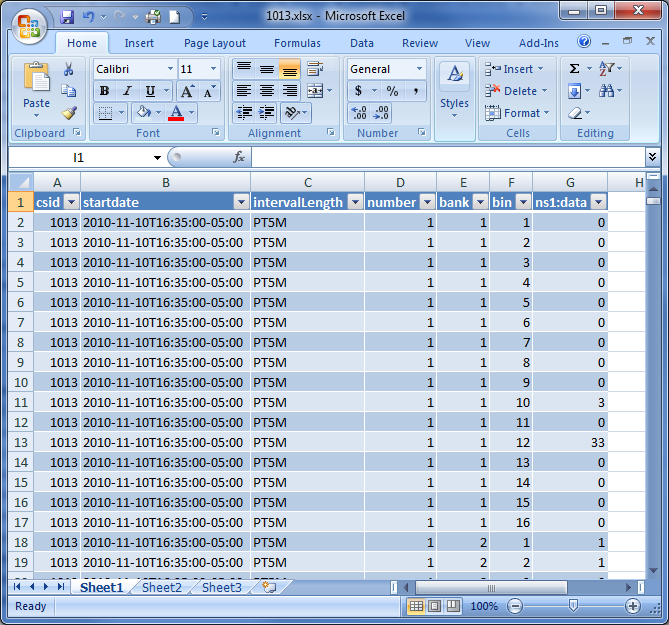 1013.xlsx - Microsoft Excel
Home Insert Page Layout Formulas Data Review View Add-Ins
Calibri 11 General Insert Σ
Paste B I U A A $ % , Styles Delete
A Format
Clipboard Font Alignment Number Cells Editing
I1 fx
A B C D E F G H
1 csid startdate intervalLength number bank bin ns1:data
2 1013 2010-11-10T16:35:00-05:00 PT5M 1 1 1 0
3 1013 2010-11-10T16:35:00-05:00 PT5M 1 1 2 0
4 1013 2010-11-10T16:35:00-05:00 PT5M 1 1 3 0
5 1013 2010-11-10T16:35:00-05:00 PT5M 1 1 4 0
6 1013 2010-11-10T16:35:00-05:00 PT5M 1 1 5 0
7 1013 2010-11-10T16:35:00-05:00 PT5M 1 1 6 0
8 1013 2010-11-10T16:35:00-05:00 PT5M 1 1 7 0
9 1013 2010-11-10T16:35:00-05:00 PT5M 1 1 8 0
10 1013 2010-11-10T16:35:00-05:00 PT5M 1 1 9 0
11 1013 2010-11-10T16:35:00-05:00 PT5M 1 1 10 3
12 1013 2010-11-10T16:35:00-05:00 PT5M 1 1 11 0
13 1013 2010-11-10T16:35:00-05:00 PT5M 1 1 12 33
14 1013 2010-11-10T16:35:00-05:00 PT5M 1 1 13 0
15 1013 2010-11-10T16:35:00-05:00 PT5M 1 1 14 0
16 1013 2010-11-10T16:35:00-05:00 PT5M 1 1 15 0
17 1013 2010-11-10T16:35:00-05:00 PT5M 1 1 16 0
18 1013 2010-11-10T16:35:00-05:00 PT5M 1 2 1 1
19 1013 2010-11-10T16:35:00-05:00 PT5M 1 2 2 1
Sheet1 Sheet2 Sheet3
Ready 100%